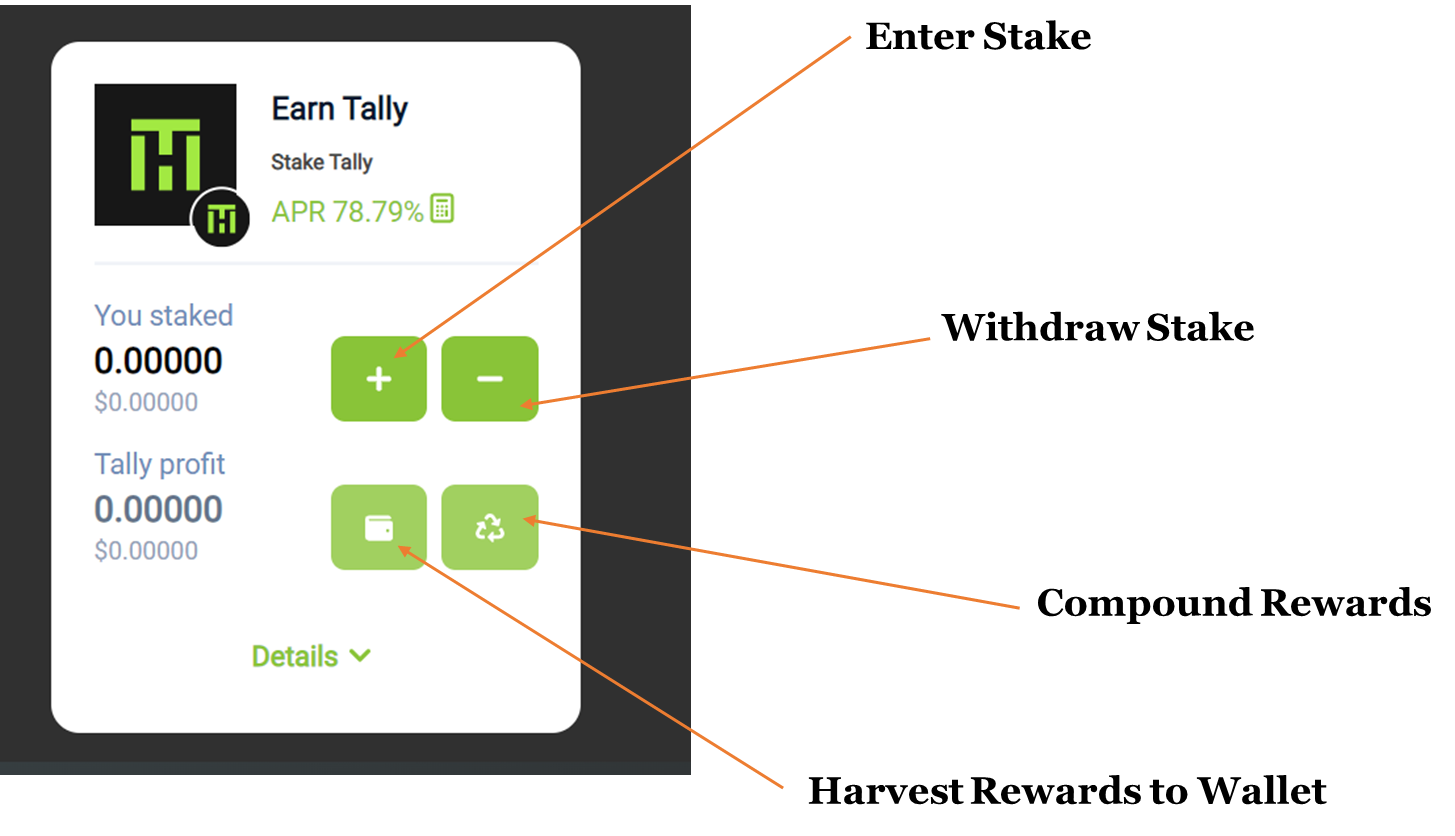 Enter Stake
Earn Tally
Stake Tally
APR 78.79%
You staked
0.00000
$0.00000
+
−
Withdraw Stake
Tally profit
0.00000
$0.00000
Compound Rewards
Details
Harvest Rewards to Wallet